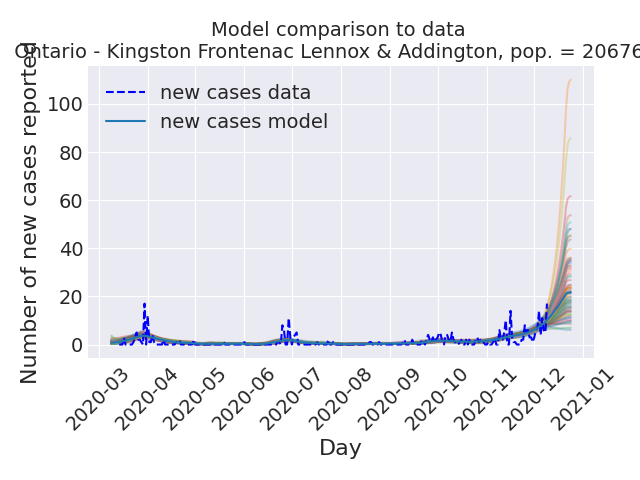 Model comparison to data
Ontario - Kingston Frontenac Lennox & Addington, pop. = 20676
new cases data
new cases model
Number of new cases reported
100
80
60
40
20
0
2020-03
2020-04
2020-05
2020-06
2020-07
2020-08
2020-09
2020-10
2020-11
2020-12
2021-01
Day